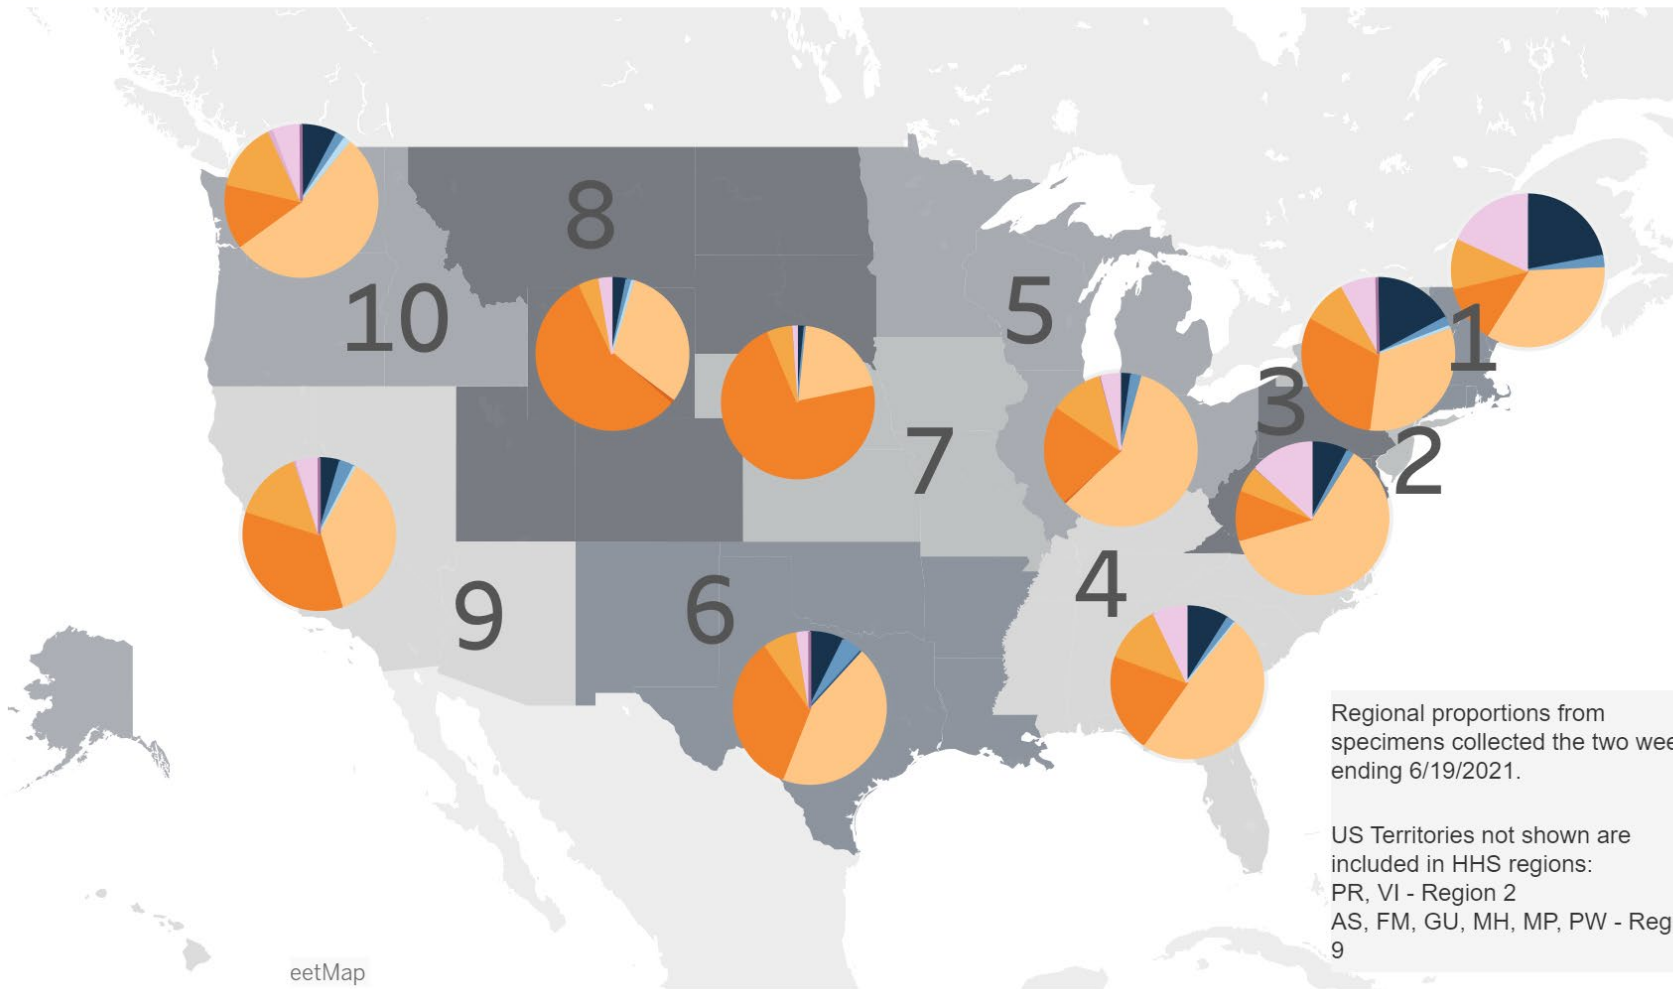 8
10
5
1
3
7
2
4
9
6
Regional proportions from
specimens collected the two wee
ending 6/19/2021.
US Territories not shown are
included in HHS regions:
PR, VI - Region 2
AS, FM, GU, MH, MP, PW - Reg
9
eetMap